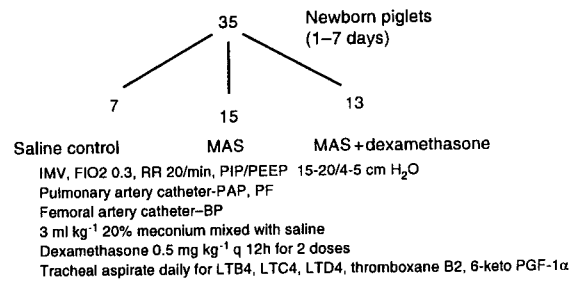 35
Newborn piglets
(1–7 days)
7
15
13
Saline control
MAS
MAS+dexamethasone
IMV, FIO2 0.3, RR 20/min, PIP/PEEP 15-20/4-5 cm H₂O
Pulmonary artery catheter-PAP, PF
Femoral artery catheter–BP
3 ml kg⁻¹ 20% meconium mixed with saline
Dexamethasone 0.5 mg kg⁻¹ q 12h for 2 doses
Tracheal aspirate daily for LTB4, LTC4, LTD4, thromboxane B2, 6-keto PGF-1α